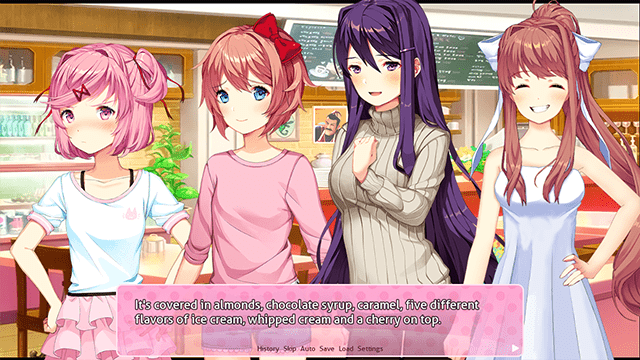 It's covered in almonds, chocolate syrup, caramel, five different
flavors of ice cream, whipped cream and a cherry on top.
History Skip Auto Save Load Settings